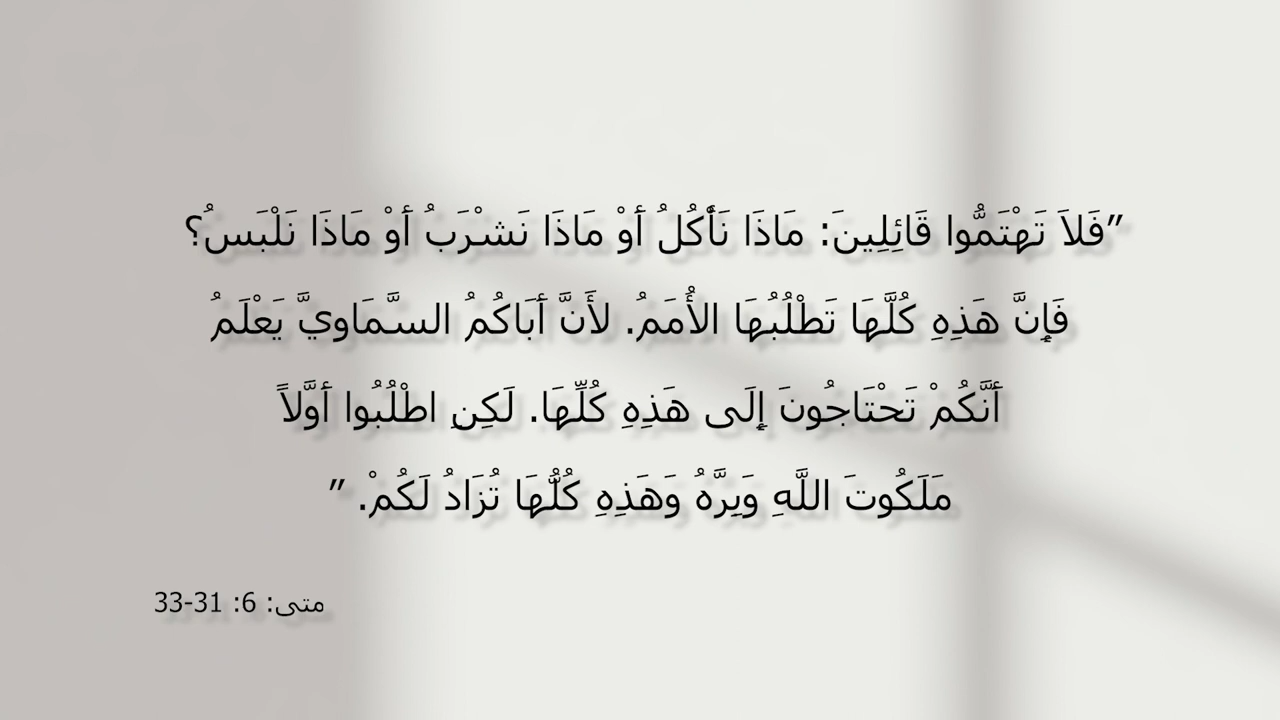 ”فَلاَ تَهْتَمُّوا قَائِلِينَ: مَاذَا نَأْكُلُ أَوْ مَاذَا نَشْرَبُ أَوْ مَاذَا نَلْبَسُ؟
فَإِنَّ هَذِهِ كُلَّهَا تَطْلُبُهَا الأُمَمُ. لأَنَّ أَبَاكُمُ السَّمَاوِيَّ يَعْلَمُ
أَنَّكُمْ تَحْتَاجُونَ إِلَى هَذِهِ كُلِّهَا. لَكِنِ اطْلُبُوا أَوَّلاً
مَلَكُوتَ اللَّهِ وَبِرَّهُ وَهَذِهِ كُلُّهَا تُزَادُ لَكُمْ. ”
متى: 6: 31-33